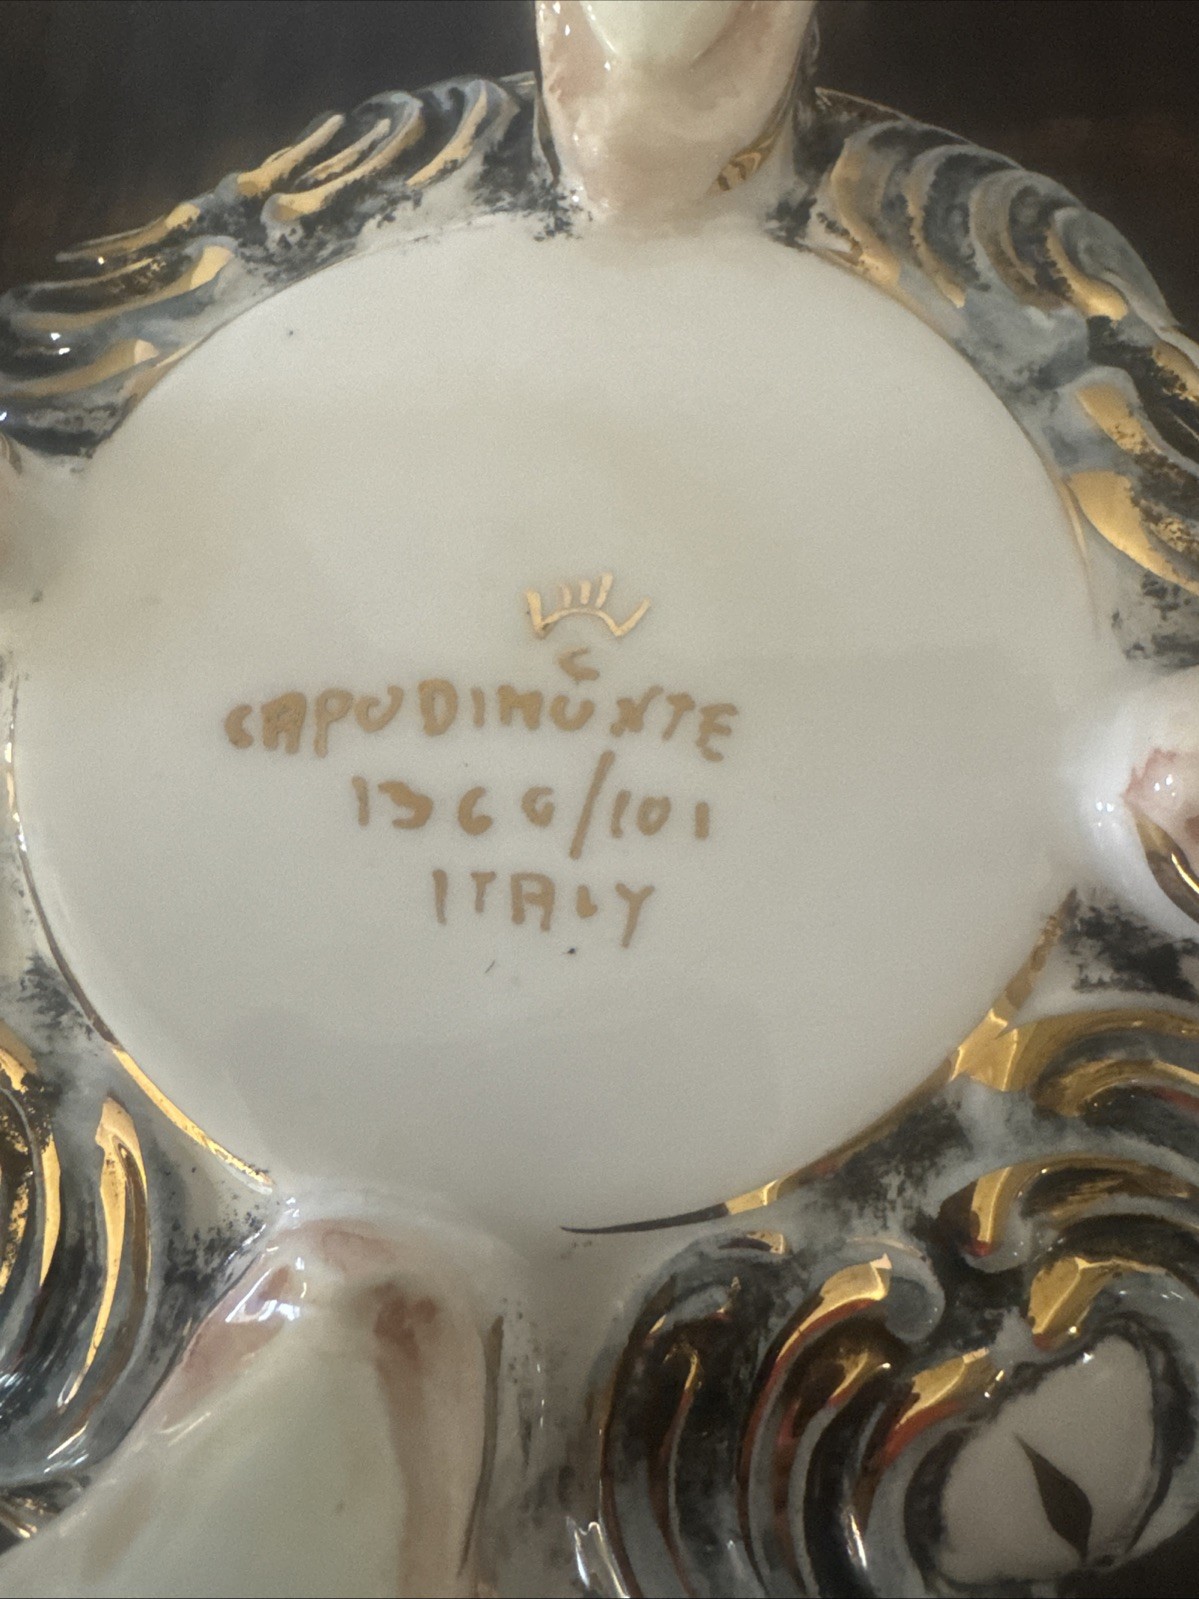 C
CAPODIMONTE
1366/101
ITALY